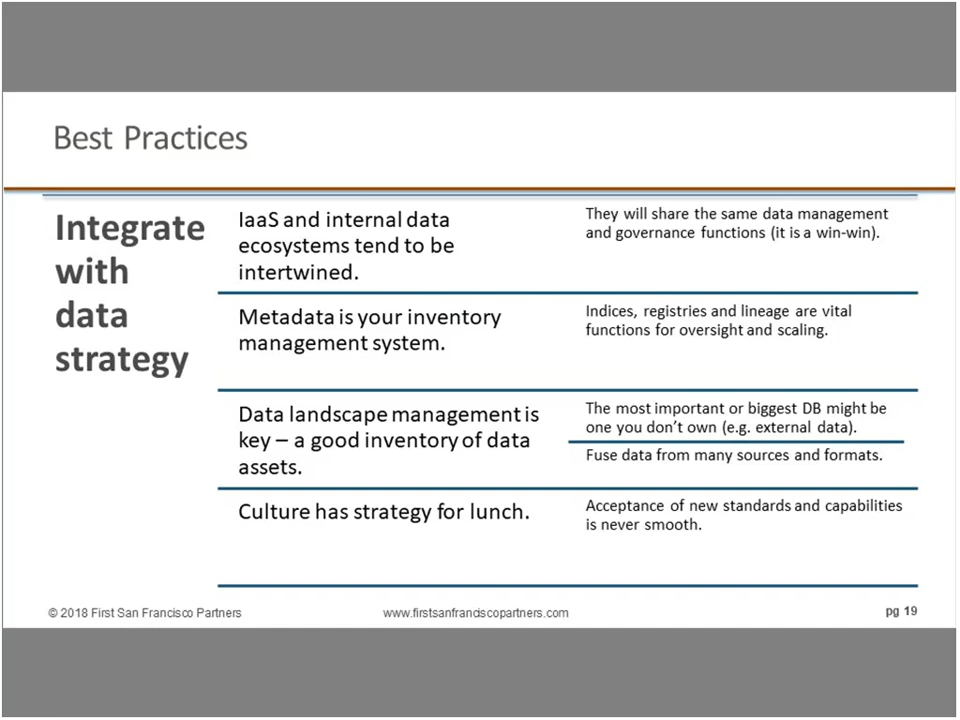 Best Practices
Integrate
with
data
strategy
IaaS and internal data
ecosystems tend to be
intertwined.
They will share the same data management
and governance functions (it is a win-win).
Metadata is your inventory
management system.
Indices, registries and lineage are vital
functions for oversight and scaling.
Data landscape management is
key – a good inventory of data
assets.
The most important or biggest DB might be
one you don’t own (e.g. external data).
Fuse data from many sources and formats.
Culture has strategy for lunch.
Acceptance of new standards and capabilities
is never smooth.
© 2018 First San Francisco Partners
www.firstsanfranciscopartners.com
pg 19